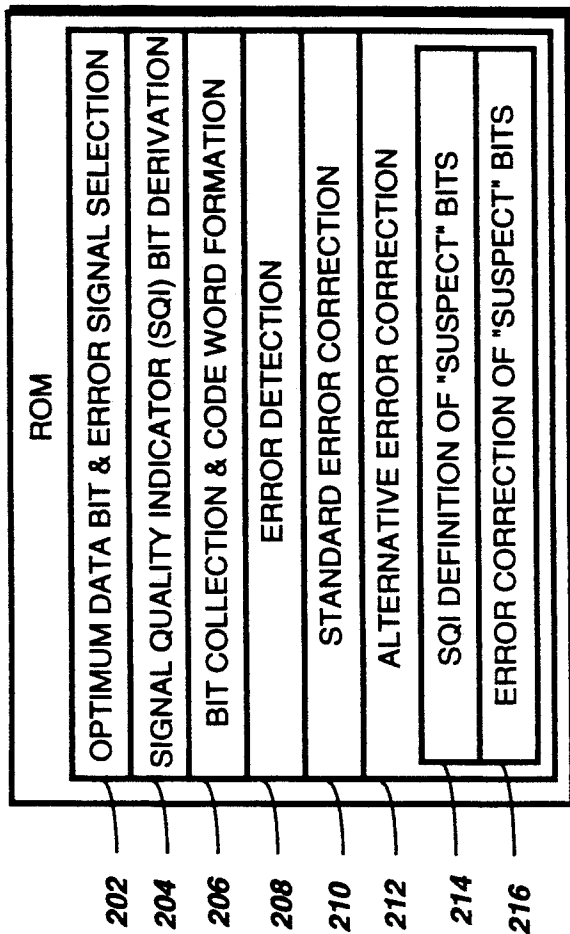 ROM
202 OPTIMUM DATA BIT & ERROR SIGNAL SELECTION
204 SIGNAL QUALITY INDICATOR (SQI) BIT DERIVATION
206 BIT COLLECTION & CODE WORD FORMATION
208 ERROR DETECTION
210 STANDARD ERROR CORRECTION
212 ALTERNATIVE ERROR CORRECTION
214 SQI DEFINITION OF "SUSPECT" BITS
216 ERROR CORRECTION OF "SUSPECT" BITS